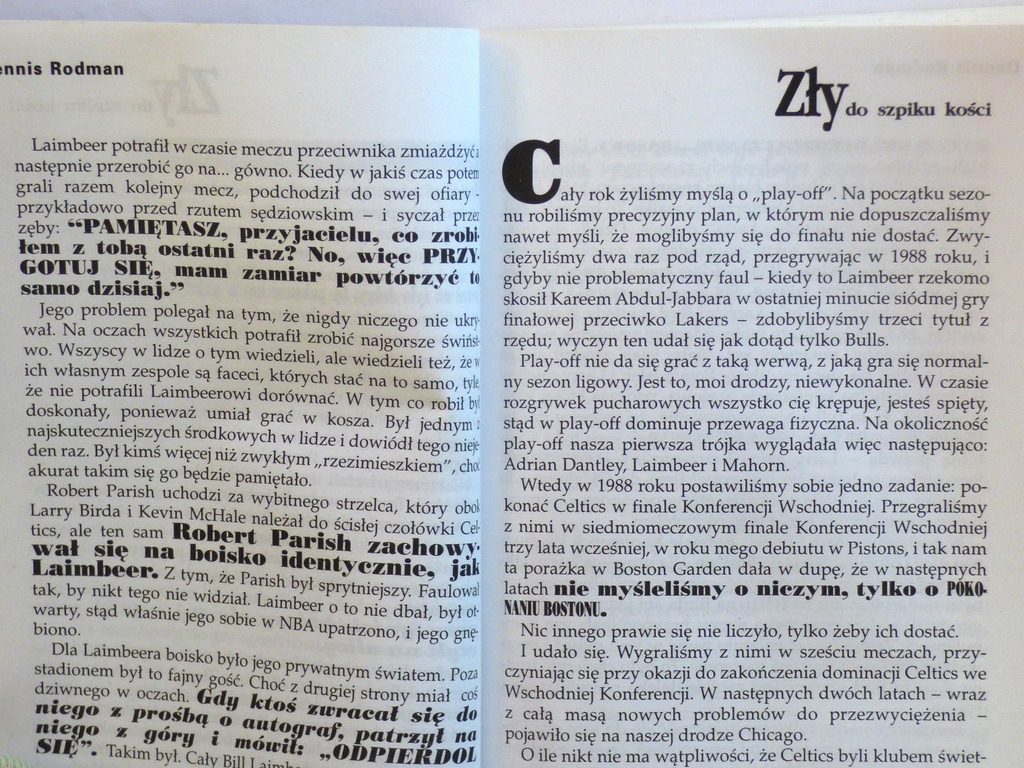 ennis Rodman
Laimbeer potrafił w czasie meczu przeciwnika zmiażdżyć i
następnie przerobić go na... gówno. Kiedy w jakiś czas potem
grali razem kolejny mecz, podchodził do swej ofiary -
przykładowo przed rzutem sędziowskim – i syczał przez
zęby: “PAMIĘTASZ, przyjacielu, co zrobi-
łem z tobą ostatni raz? No, więc PRZY-
GOTUJ SIĘ, mam zamiar powtórzyć to
samo dzisiaj.”
Jego problem polegał na tym, że nigdy niczego nie ukry-
wał. Na oczach wszystkich potrafił zrobić najgorsze świńst-
wo. Wszyscy w lidze o tym wiedzieli, ale wiedzieli też, że w
ich własnym zespole są faceci, których stać na to samo, tyle
że nie potrafili Laimbeerowi dorównać. W tym co robił był
doskonały, ponieważ umiał grać w kosza. Był jednym z
najskuteczniejszych środkowych w lidze i dowiódł tego nieje-
den raz. Był kimś więcej niż zwykłym „rzezimieszkiem", choć
akurat takim się go będzie pamiętało.
Robert Parish uchodzi za wybitnego strzelca, który obok
Larry Birda i Kevin McHale należał do ścisłej czołówki Cel-
tics, ale ten sam Robert Parish zachowy-
wał się na boisko identycznie, jak
Laimbeer. Z tym, że Parish był sprytniejszy. Faulował
tak, by nikt tego nie widział. Laimbeer o to nie dbał, był ot-
warty, stąd właśnie jego sobie w NBA upatrzono, i jego gnę-
biono.
Dla Laimbeera boisko było jego prywatnym światem. Poza
stadionem był to fajny gość. Choć z drugiej strony miał coś
dziwnego w oczach. Gdy ktoś zwracał się do
niego z prośbą o autograf, patrzył na
niego z góry i mówił: „ODPIERDOL
SIĘ”. Takim był. Cały Bill
Zły do szpiku kości
Cały rok żyliśmy myślą o „play-off". Na początku sezo-
nu robiliśmy precyzyjny plan, w którym nie dopuszczaliśmy
nawet myśli, że moglibyśmy się do finału nie dostać. Zwy-
ciężyliśmy dwa raz pod rząd, przegrywając w 1988 roku, i
gdyby nie problematyczny faul – kiedy to Laimbeer rzekomo
skosił Kareem Abdul-Jabbara w ostatniej minucie siódmej gry
finałowej przeciwko Lakers – zdobylibyśmy trzeci tytuł z
rzędu; wyczyn ten udał się jak dotąd tylko Bulls.
Play-off nie da się grać z taką werwą, z jaką gra się normal-
ny sezon ligowy. Jest to, moi drodzy, niewykonalne. W czasie
rozgrywek pucharowych wszystko cię krępuje, jesteś spięty,
stąd w play-off dominuje przewaga fizyczna. Na okoliczność
play-off nasza pierwsza trójka wyglądała więc następująco:
Adrian Dantley, Laimbeer i Mahorn.
Wtedy w 1988 roku postawiliśmy sobie jedno zadanie: po-
konać Celtics w finale Konferencji Wschodniej. Przegraliśmy
z nimi w siedmiomeczowym finale Konferencji Wschodniej
trzy lata wcześniej, w roku mego debiutu w Pistons, i tak nam
ta porażka w Boston Garden dała w dupę, że w następnych
latach nie myśleliśmy o niczym, tylko o POKO-
NANIU BOSTONU.
Nic innego prawie się nie liczyło, tylko żeby ich dostać.
I udało się. Wygraliśmy z nimi w sześciu meczach, przy-
czyniając się przy okazji do zakończenia dominacji Celtics we
Wschodniej Konferencji. W następnych dwóch latach – wraz
z całą masą nowych problemów do przezwyciężenia –
pojawiło się na naszej drodze Chicago.
O ile nikt nie ma wątpliwości, że Celtics byli klubem świet-